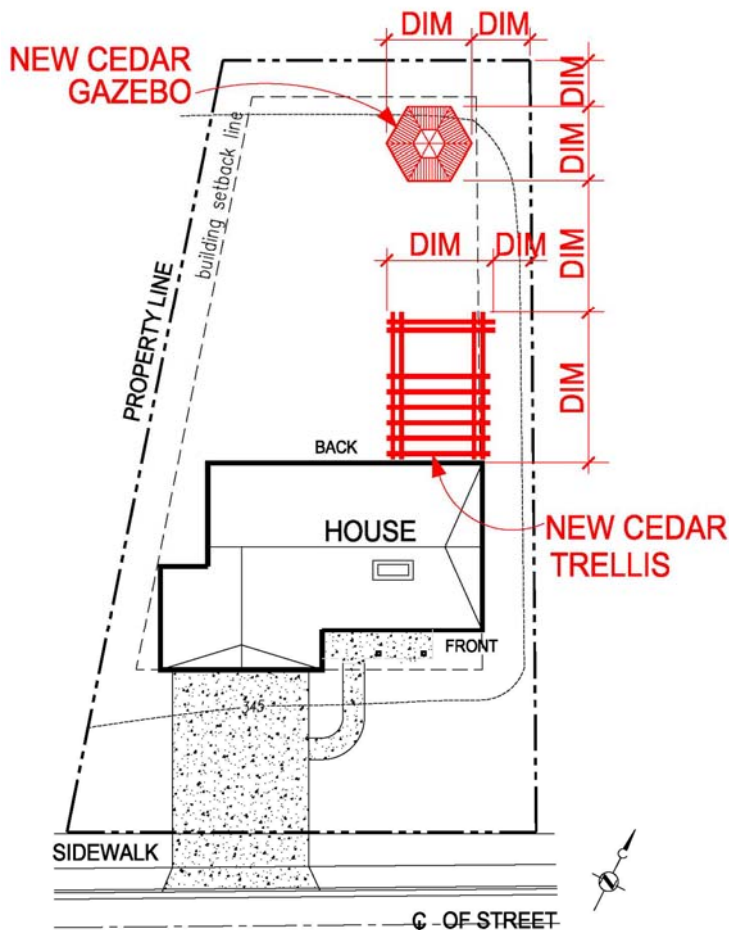 DIM DIM
NEW CEDAR
GAZEBO
DIM
DIM
building setback line
DIM DIM
DIM
PROPERTY LINE
DIM
BACK
HOUSE
NEW CEDAR
TRELLIS
FRONT
345
SIDEWALK
℄ OF STREET